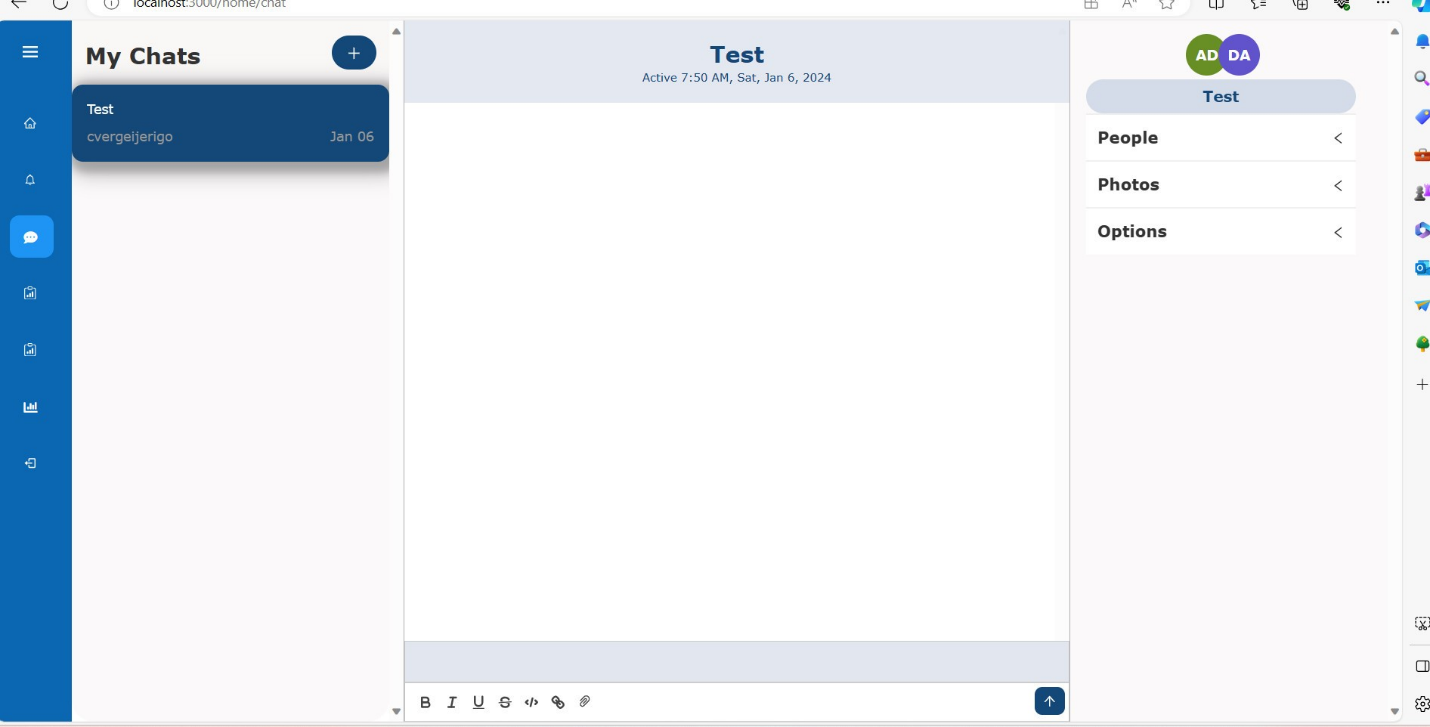 localhost:3000/home/chat
My Chats
+
Test
cvergeijerigo Jan 06
Test
Active 7:50 AM, Sat, Jan 6, 2024
AD DA
Test
People <
Photos <
Options <
B I U S </>